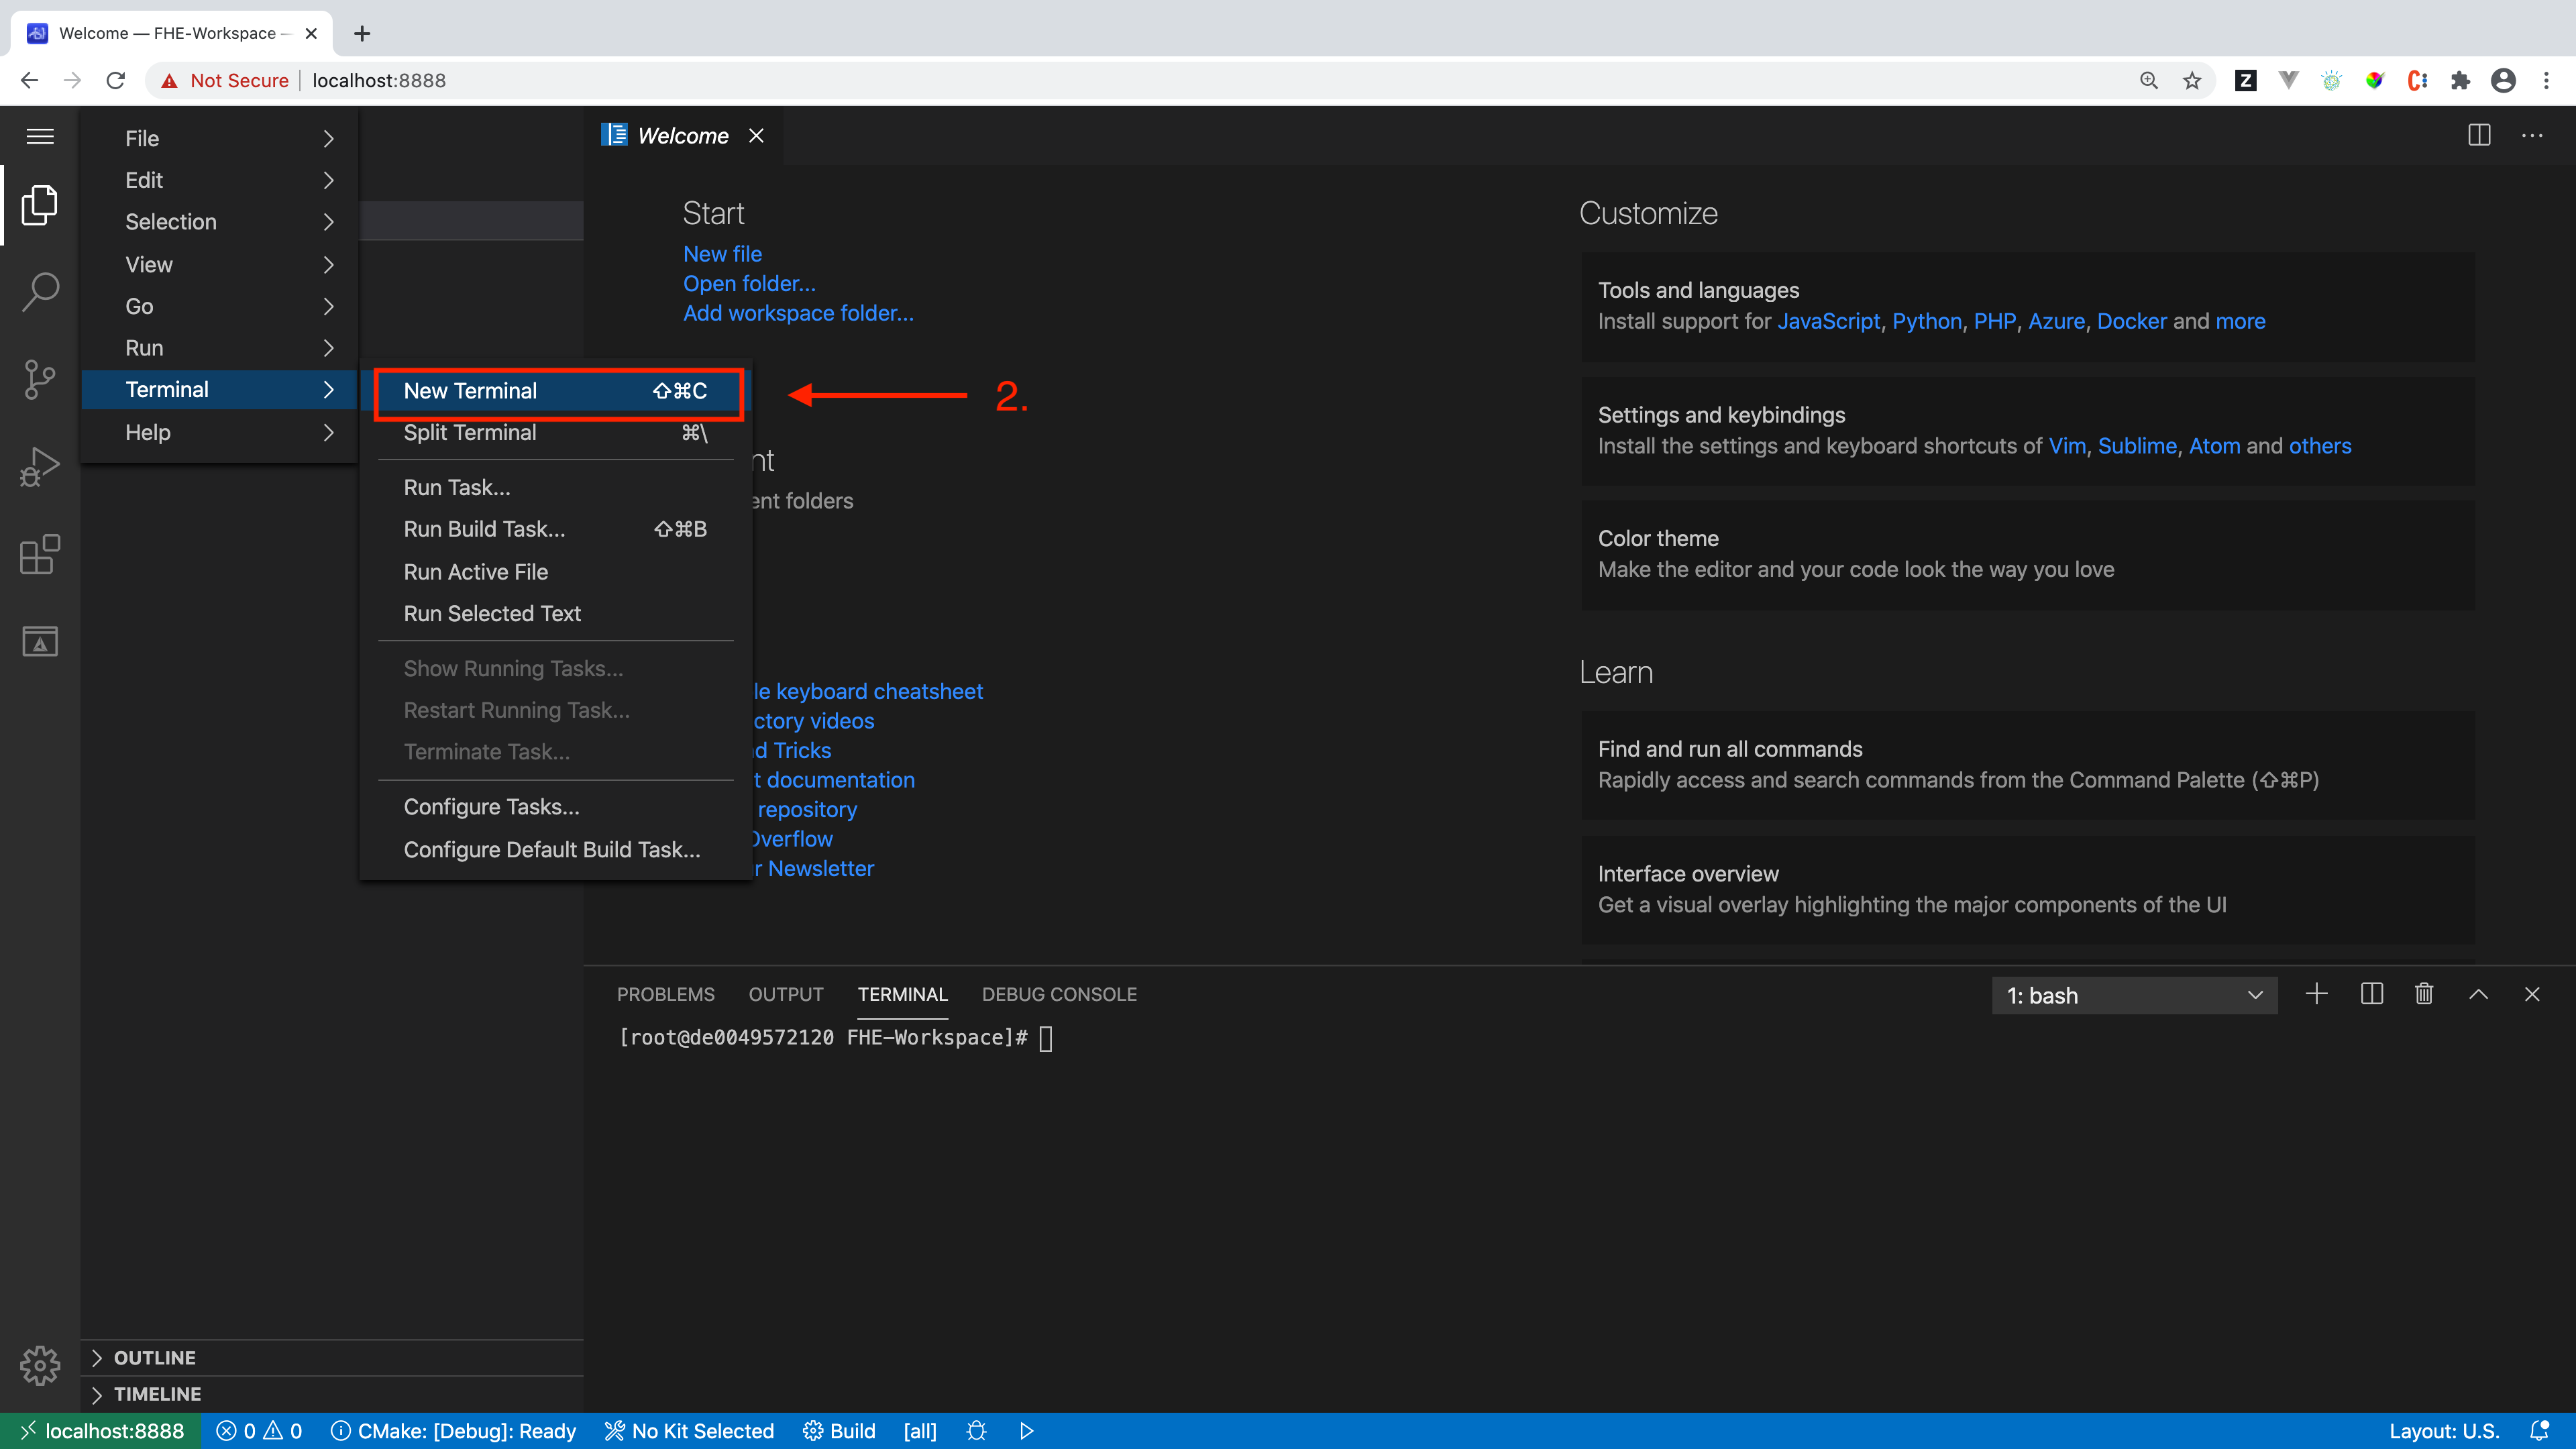 Welcome — FHE-Workspace —
Not Secure
localhost:8888
File
Edit
Selection
View
Go
Run
Terminal
Help
New Terminal ⇧⌘C
Split Terminal ⌘\
Run Task...
Run Build Task... ⇧⌘B
Run Active File
Run Selected Text
Show Running Tasks...
Restart Running Task...
Terminate Task...
Configure Tasks...
Configure Default Build Task...
2.
Welcome
Start
New file
Open folder...
Add workspace folder...
folders
keyboard cheatsheet
videos
Tricks
documentation
repository
Newsletter
Customize
Tools and languages
Install support for JavaScript, Python, PHP, Azure, Docker and more
Settings and keybindings
Install the settings and keyboard shortcuts of Vim, Sublime, Atom and others
Color theme
Make the editor and your code look the way you love
Learn
Find and run all commands
Rapidly access and search commands from the Command Palette (⇧⌘P)
Interface overview
Get a visual overlay highlighting the major components of the UI
PROBLEMS OUTPUT TERMINAL DEBUG CONSOLE
1: bash
[root@de0049572120 FHE-Workspace]#
OUTLINE
TIMELINE
localhost:8888 0 0 CMake: [Debug]: Ready No Kit Selected Build [all] Layout: U.S.